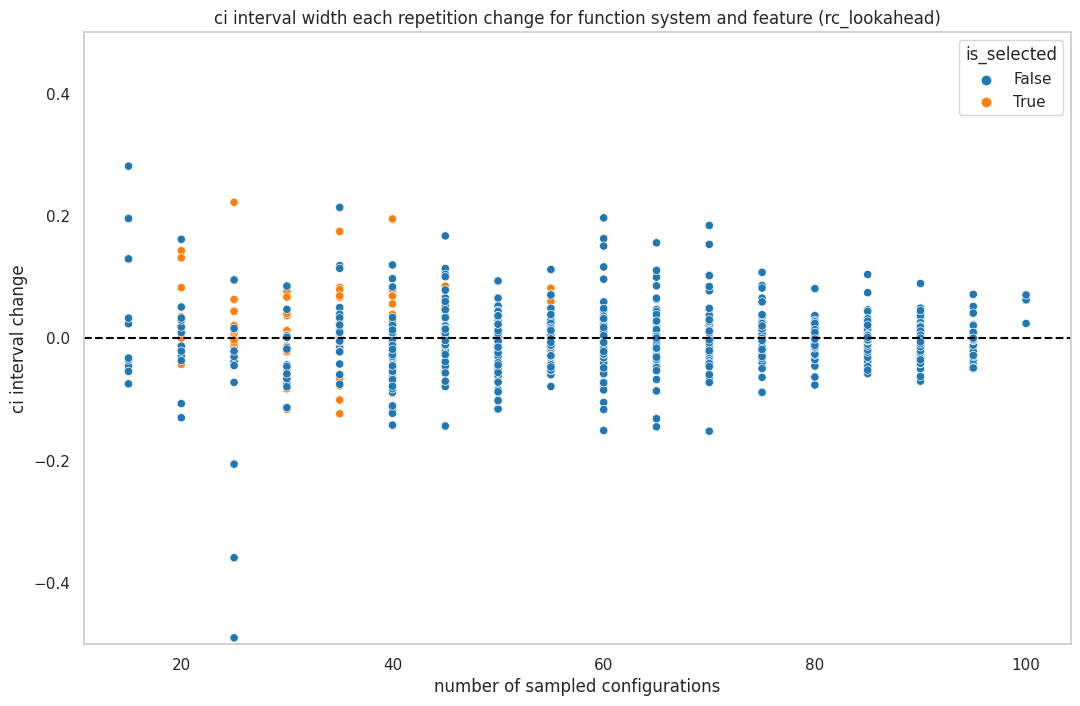 ci interval width each repetition change for function system and feature (rc_lookahead)
is_selected
False
True
ci interval change
0.4
0.2
0.0
−0.2
−0.4
20
40
60
80
100
number of sampled configurations